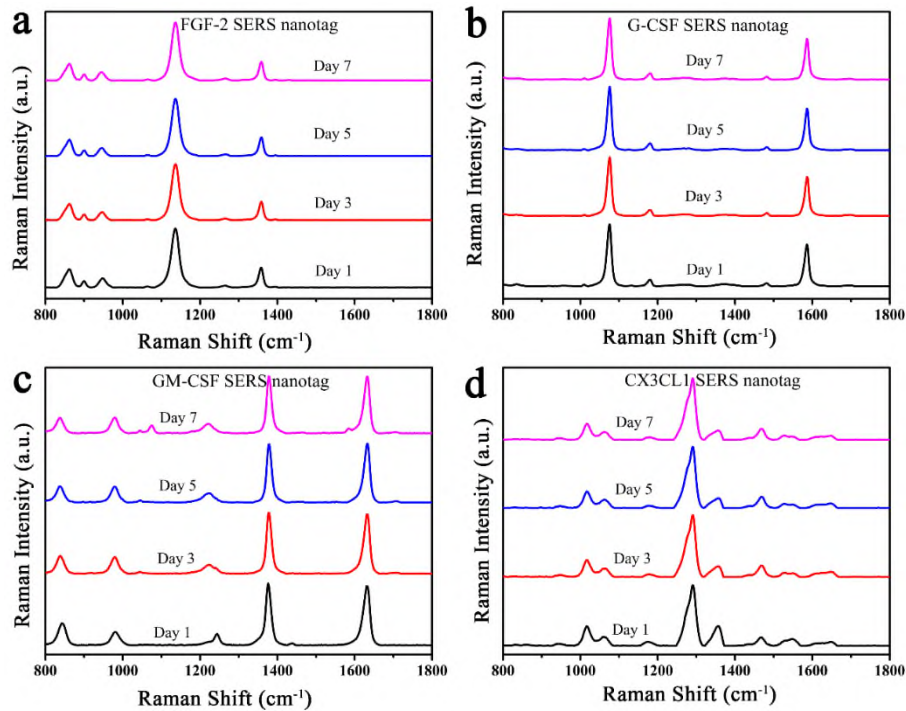 a
FGF-2 SERS nanotag
Day 7
Day 5
Day 3
Day 1
Raman Intensity (a.u.)
800 1000 1200 1400 1600 1800
Raman Shift (cm-1)
b
G-CSF SERS nanotag
Day 7
Day 5
Day 3
Day 1
Raman Intensity (a.u.)
800 1000 1200 1400 1600 1800
Raman Shift (cm-1)
c
GM-CSF SERS nanotag
Day 7
Day 5
Day 3
Day 1
Raman Intensity (a.u.)
800 1000 1200 1400 1600 1800
Raman Shift (cm-1)
d
CX3CL1 SERS nanotag
Day 7
Day 5
Day 3
Day 1
Raman Intensity (a.u.)
800 1000 1200 1400 1600 1800
Raman Shift (cm-1)